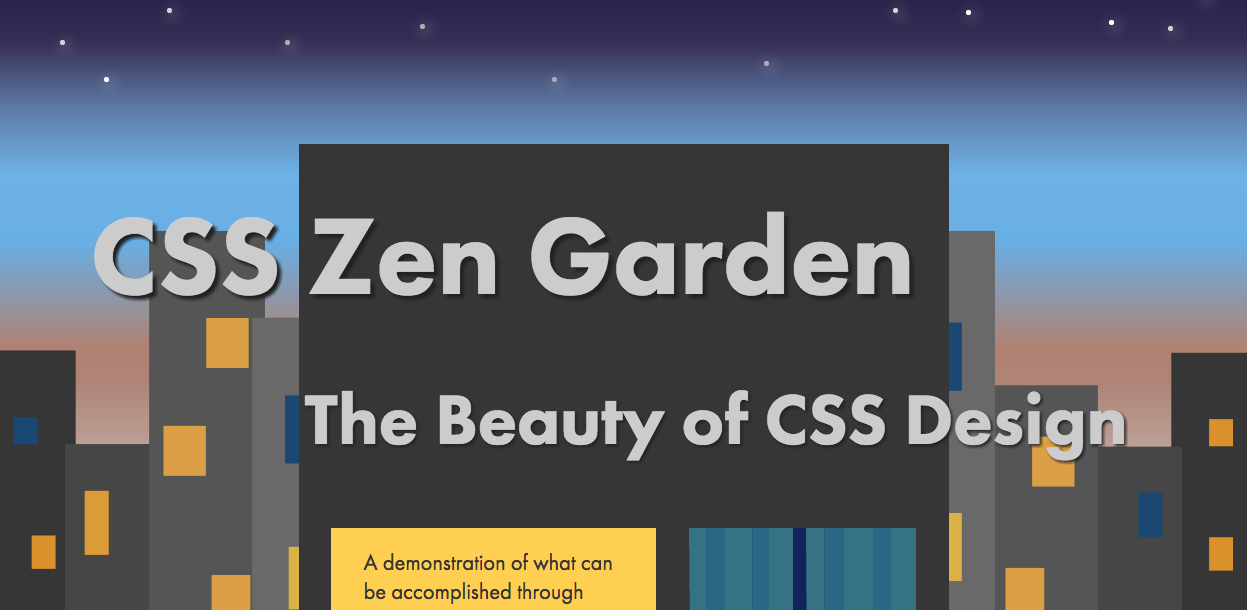 CSS Zen Garden
The Beauty of CSS Design
A demonstration of what can
be accomplished through